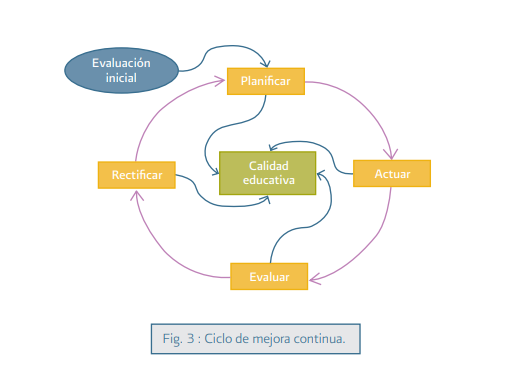 Evaluación
inicial
Planificar
Rectificar
Calidad
educativa
Actuar
Evaluar
Fig. 3 : Ciclo de mejora continua.